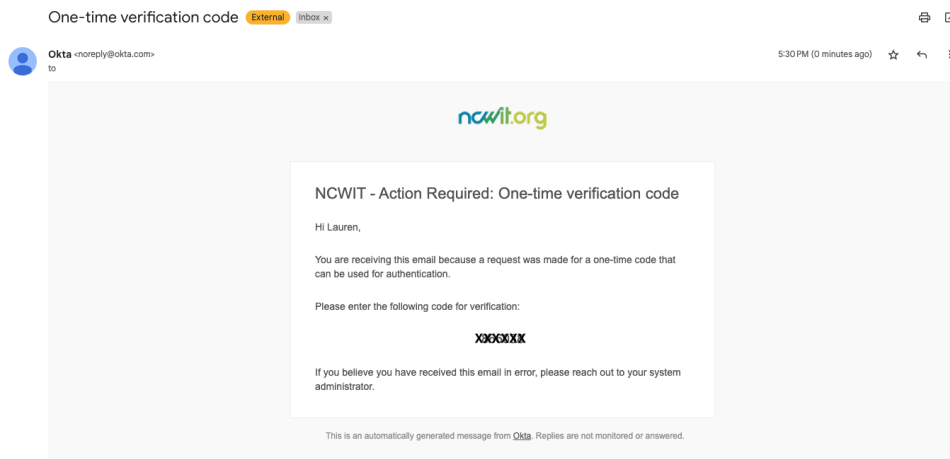 One-time verification code External Inbox x
Okta <noreply@okta.com> 5:30 PM (0 minutes ago)
to
ncwit.org
NCWIT - Action Required: One-time verification code
Hi Lauren,
You are receiving this email because a request was made for a one-time code that
can be used for authentication.
Please enter the following code for verification:
XXXXXX
If you believe you have received this email in error, please reach out to your system
administrator.
This is an automatically generated message from Okta. Replies are not monitored or answered.